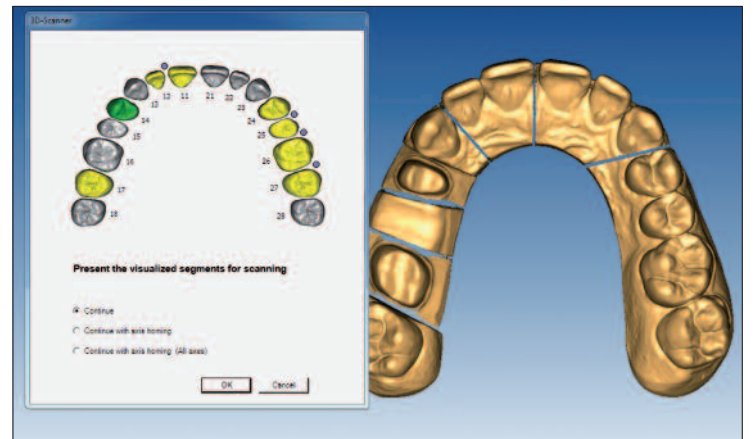 3D-Scanner
12 11 21 22
13 23
14 24
15 25
16 26
17 27
18 28
Present the visualized segments for scanning
Continue
Continue with axis homing
Continue with axis homing (All axes)
OK Cancel